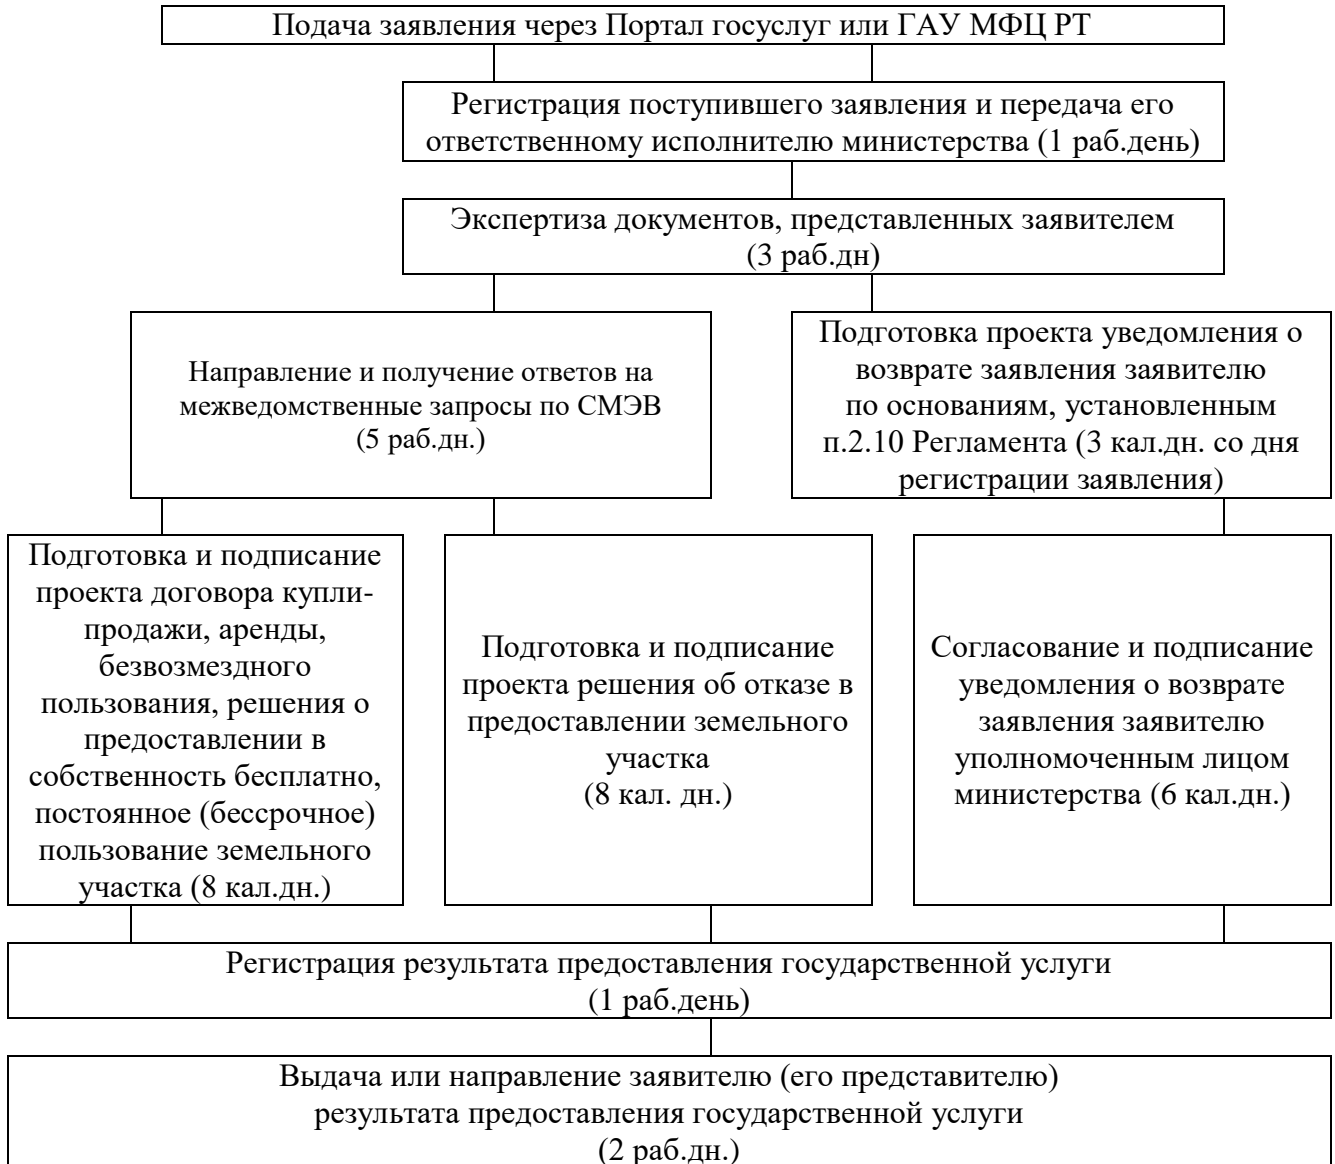 Подача заявления через Портал госуслуг или ГАУ МФЦ РТ
Регистрация поступившего заявления и передача его
ответственному исполнителю министерства (1 раб.день)
Экспертиза документов, представленных заявителем
(3 раб.дн)
Направление и получение ответов на
межведомственные запросы по СМЭВ
(5 раб.дн.)
Подготовка проекта уведомления о
возврате заявления заявителю
по основаниям, установленным
п.2.10 Регламента (3 кал.дн. со дня
регистрации заявления)
Подготовка и подписание
проекта договора купли-
продажи, аренды,
безвозмездного
пользования, решения о
предоставлении в
собственность бесплатно,
постоянное (бессрочное)
пользование земельного
участка (8 кал.дн.)
Подготовка и подписание
проекта решения об отказе в
предоставлении земельного
участка
(8 кал. дн.)
Согласование и подписание
уведомления о возврате
заявления заявителю
уполномоченным лицом
министерства (6 кал.дн.)
Регистрация результата предоставления государственной услуги
(1 раб.день)
Выдача или направление заявителю (его представителю)
результата предоставления государственной услуги
(2 раб.дн.)